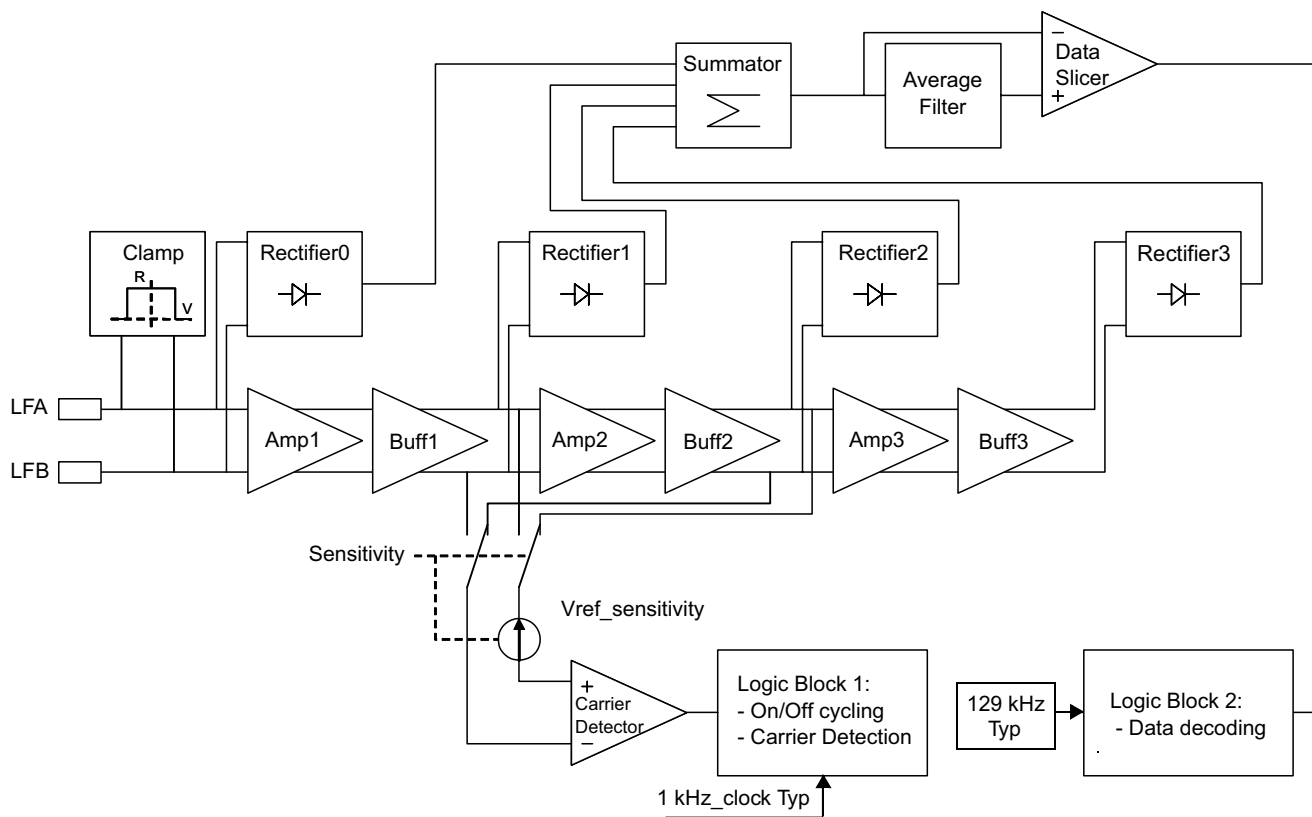 Summator
Average
Filter
−
Data
Slicer
+
Clamp
R
V
Rectifier0
Rectifier1
Rectifier2
Rectifier3
LFA
LFB
Amp1
Buff1
Amp2
Buff2
Amp3
Buff3
Sensitivity
Vref_sensitivity
+
Carrier
Detector
−
Logic Block 1:
- On/Off cycling
- Carrier Detection
129 kHz
Typ
Logic Block 2:
- Data decoding
.
1 kHz_clock Typ